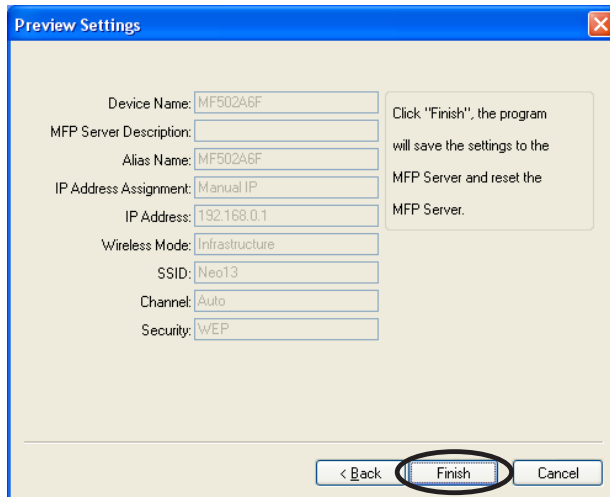 Preview Settings
Device Name: MF502A6F
MFP Server Description:
Alias Name: MF502A6F
IP Address Assignment: Manual IP
IP Address: 192.168.0.1
Wireless Mode: Infrastructure
SSID: Neo13
Channel: Auto
Security: WEP
Click "Finish", the program
will save the settings to the
MFP Server and reset the
MFP Server.
< Back
Finish
Cancel